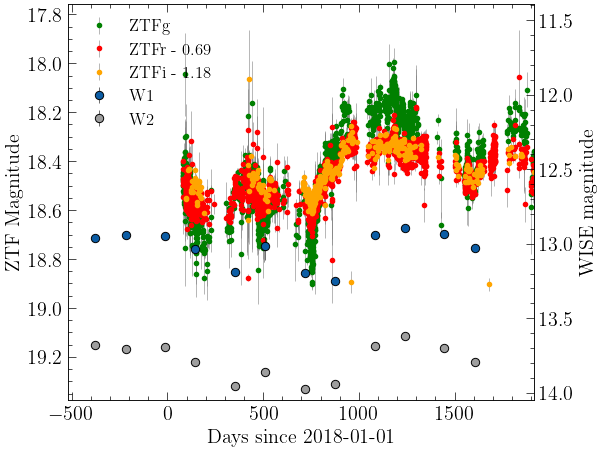 ZTFg
ZTFr - 0.69
ZTFi - 1.18
W1
W2
ZTF Magnitude
17.8
18.0
18.2
18.4
18.6
18.8
19.0
19.2
WISE magnitude
11.5
12.0
12.5
13.0
13.5
14.0
−500
0
500
1000
1500
Days since 2018-01-01